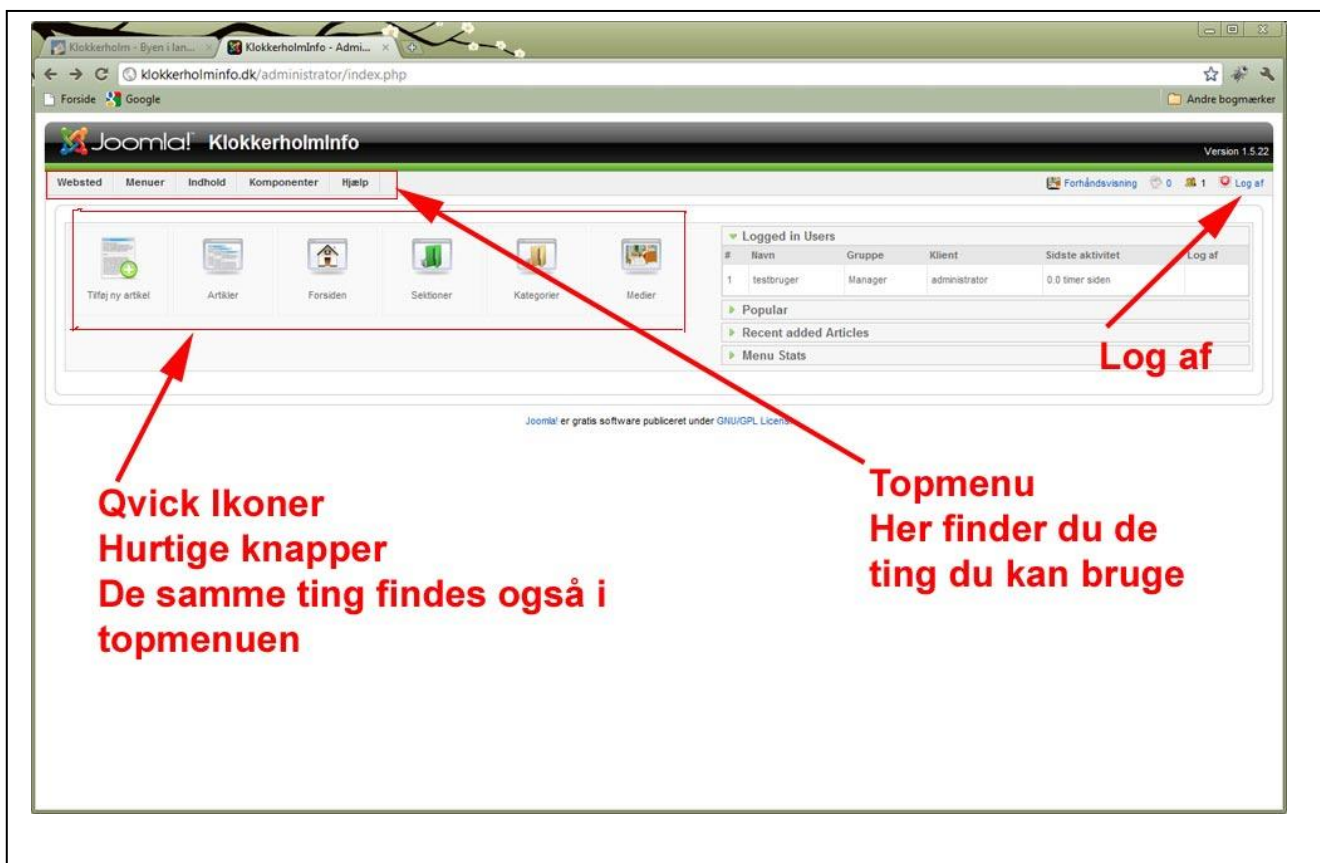 Klokkerholm - Byen i lan...
KlokkerholmInfo - Admi...
klokkerholminfo.dk/administrator/index.php
Forside Google Andre bogmærker
Joomla! KlokkerholmInfo
Version 1.5.22
Websted Menuer Indhold Komponenter Hjælp Forhåndsvisning 0 1 Log af
Tilføj ny artikel Artikler Forsiden Sektioner Kategorier Medier
Logged in Users
# Navn Gruppe Klient Sidste aktivitet Log af
1 testbruger Manager administrator 0.0 timer siden
Popular
Recent added Articles
Menu Stats
Log af
Joomla! er gratis software publiceret under GNU/GPL
Qvick Ikoner
Hurtige knapper
De samme ting findes også i
topmenuen
Topmenu
Her finder du de
ting du kan bruge